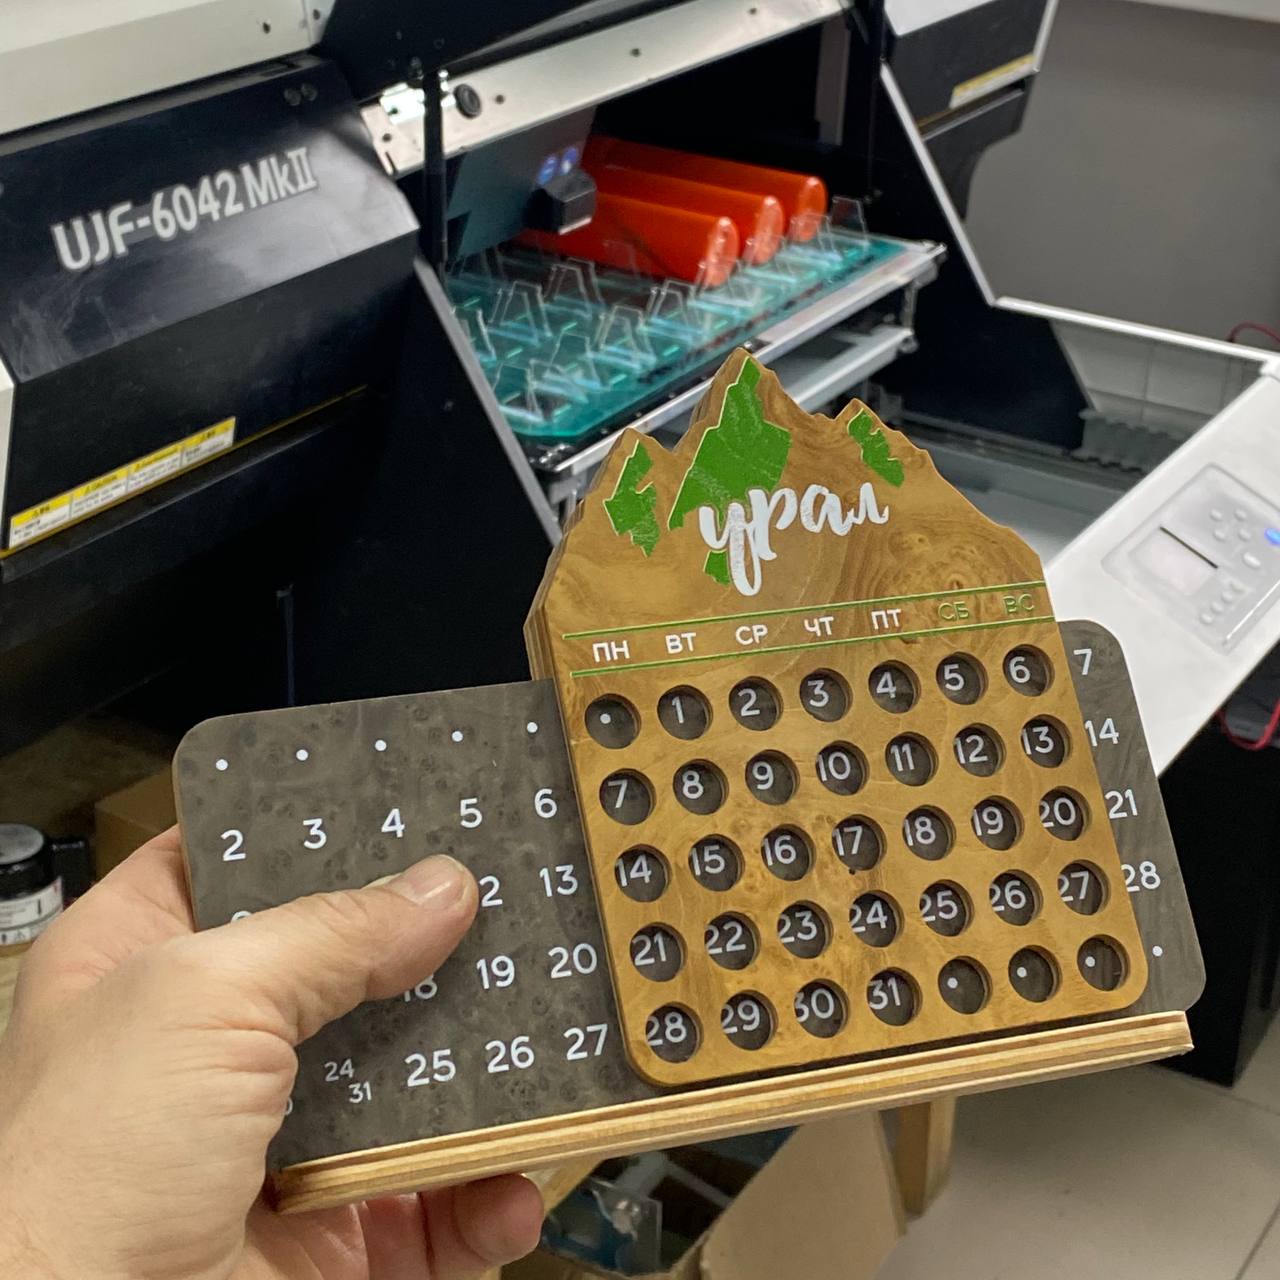 UJF-6042 MkII
урал
ПН ВТ СР ЧТ ПТ СБ ВС
• 1 2 3 4 5 6 7
7 8 9 10 11 12 13 14
14 15 16 17 18 19 20 21
21 22 23 24 25 26 27 28
28 29 30 31 • • • •
• • • • •
2 3 4 5 6
13
18 19 20
24 31 25 26 27